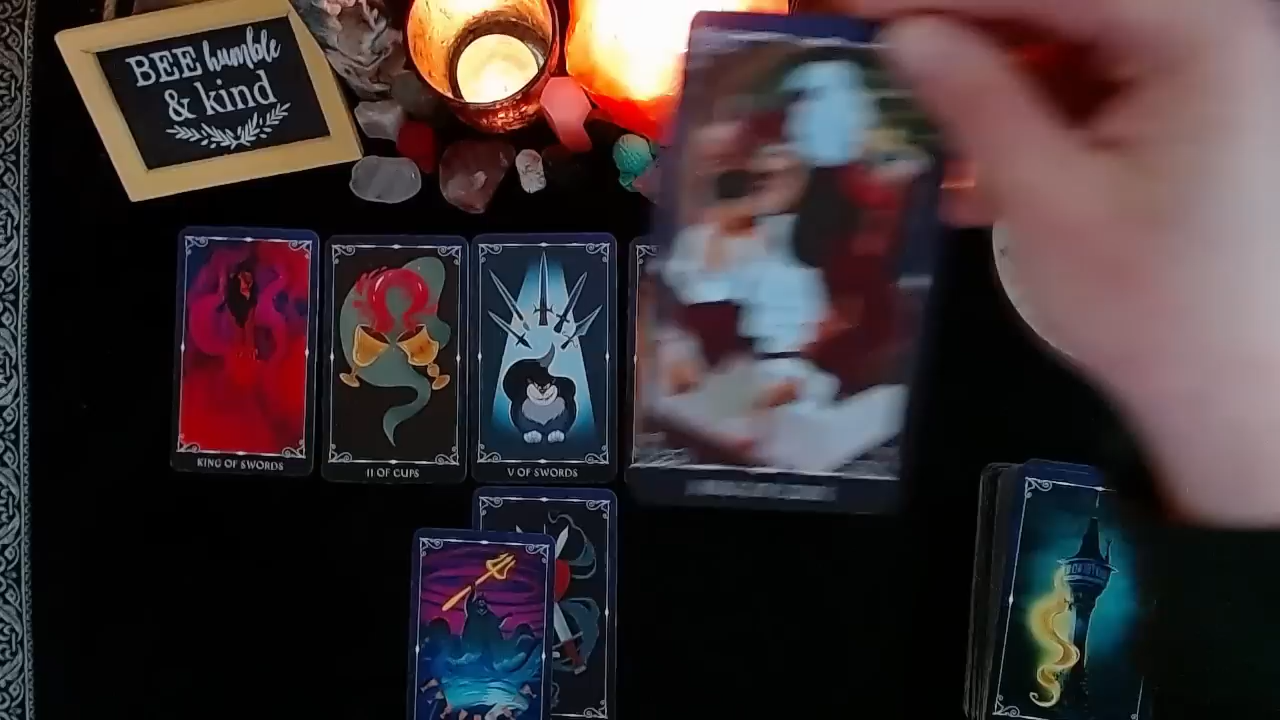 BEE humble
& kind
KING OF SWORDS
II OF CUPS
V OF SWORDS